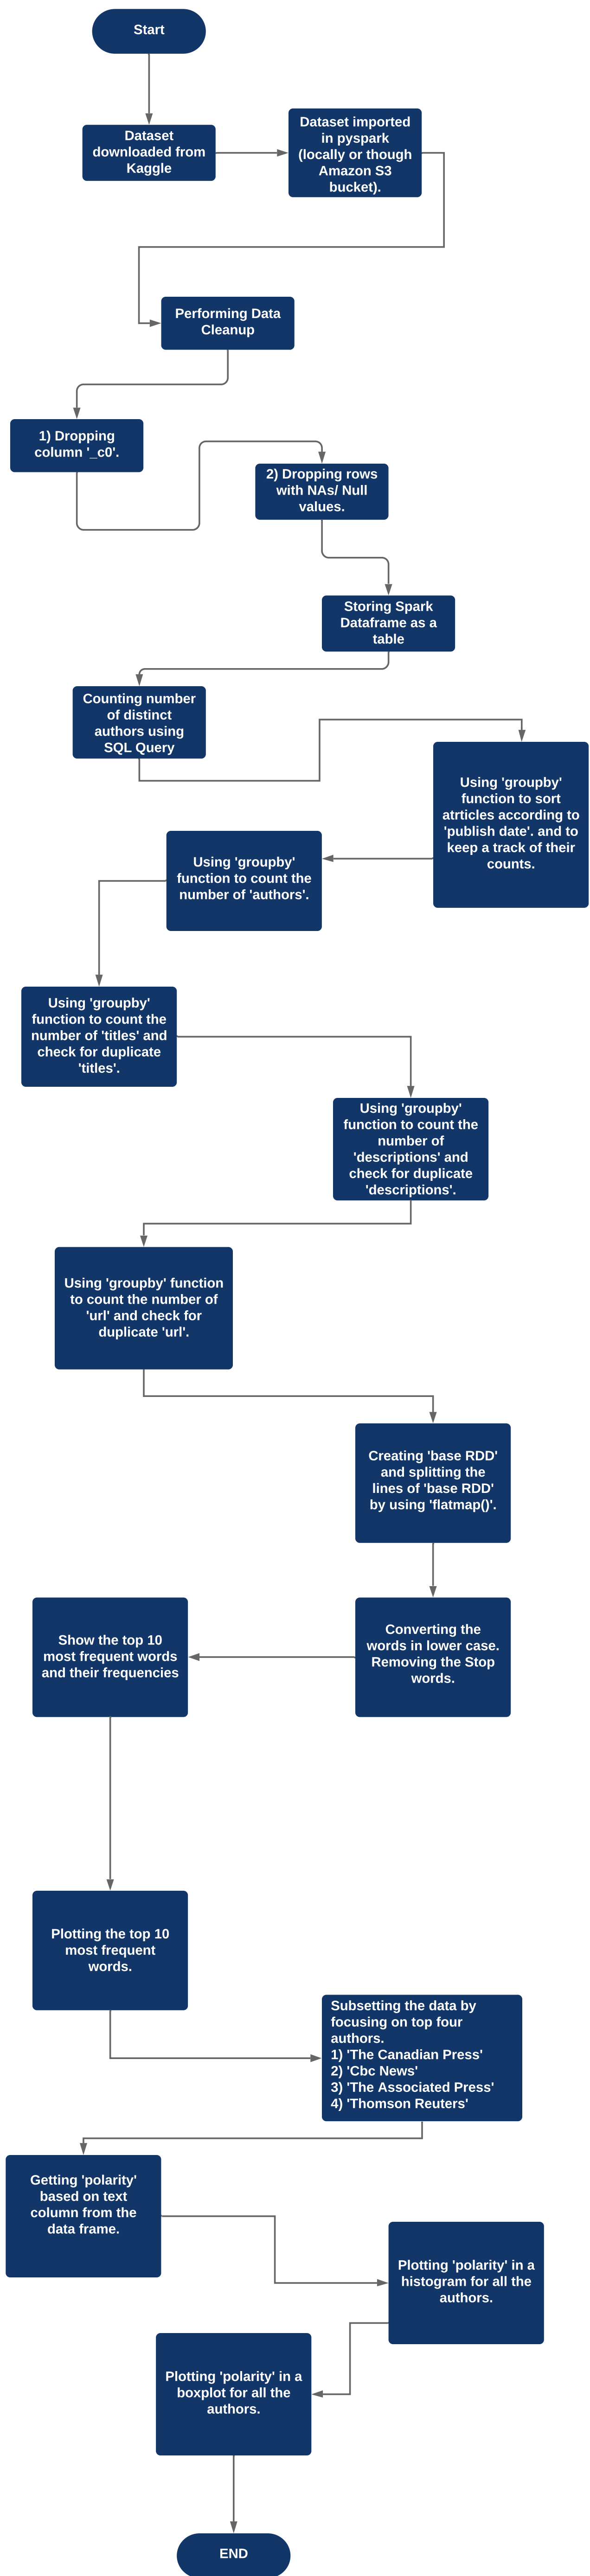 Start
Dataset
downloaded from
Kaggle
Dataset imported
in pyspark
(locally or though
Amazon S3
bucket).
Performing Data
Cleanup
1) Dropping
column '_c0'.
2) Dropping rows
with NAs/ Null
values.
Storing Spark
Dataframe as a
table
Counting number
of distinct
authors using
SQL Query
Using 'groupby'
function to sort
atrticles according to
'publish date'. and to
keep a track of their
counts.
Using 'groupby'
function to count the
number of 'authors'.
Using 'groupby'
function to count the
number of 'titles' and
check for duplicate
'titles'.
Using 'groupby'
function to count the
number of
'descriptions' and
check for duplicate
'descriptions'.
Using 'groupby' function
to count the number of
'url' and check for
duplicate 'url'.
Creating 'base RDD'
and splitting the
lines of 'base RDD'
by using 'flatmap()'.
Converting the
words in lower case.
Removing the Stop
words.
Show the top 10
most frequent words
and their frequencies
Plotting the top 10
most frequent
words.
Subsetting the data by
focusing on top four
authors.
1) 'The Canadian Press'
2) 'Cbc News'
3) 'The Associated Press'
4) 'Thomson Reuters'
Getting 'polarity'
based on text
column from the
data frame.
Plotting 'polarity' in a
histogram for all the
authors.
Plotting 'polarity' in a
boxplot for all the
authors.
END